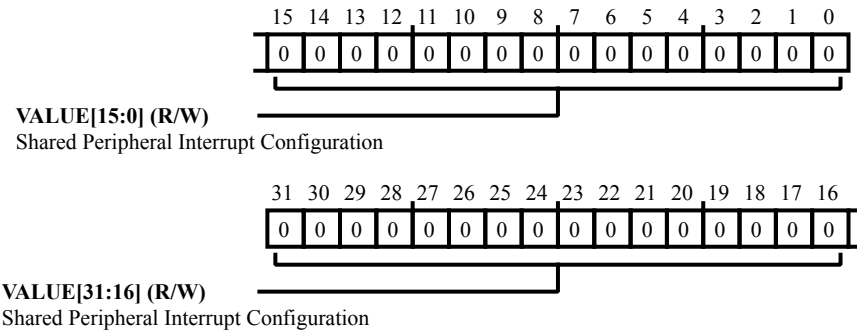 15 14 13 12 11 10 9 8 7 6 5 4 3 2 1 0
0 0 0 0 0 0 0 0 0 0 0 0 0 0 0 0
VALUE[15:0] (R/W)
Shared Peripheral Interrupt Configuration
31 30 29 28 27 26 25 24 23 22 21 20 19 18 17 16
0 0 0 0 0 0 0 0 0 0 0 0 0 0 0 0
VALUE[31:16] (R/W)
Shared Peripheral Interrupt Configuration